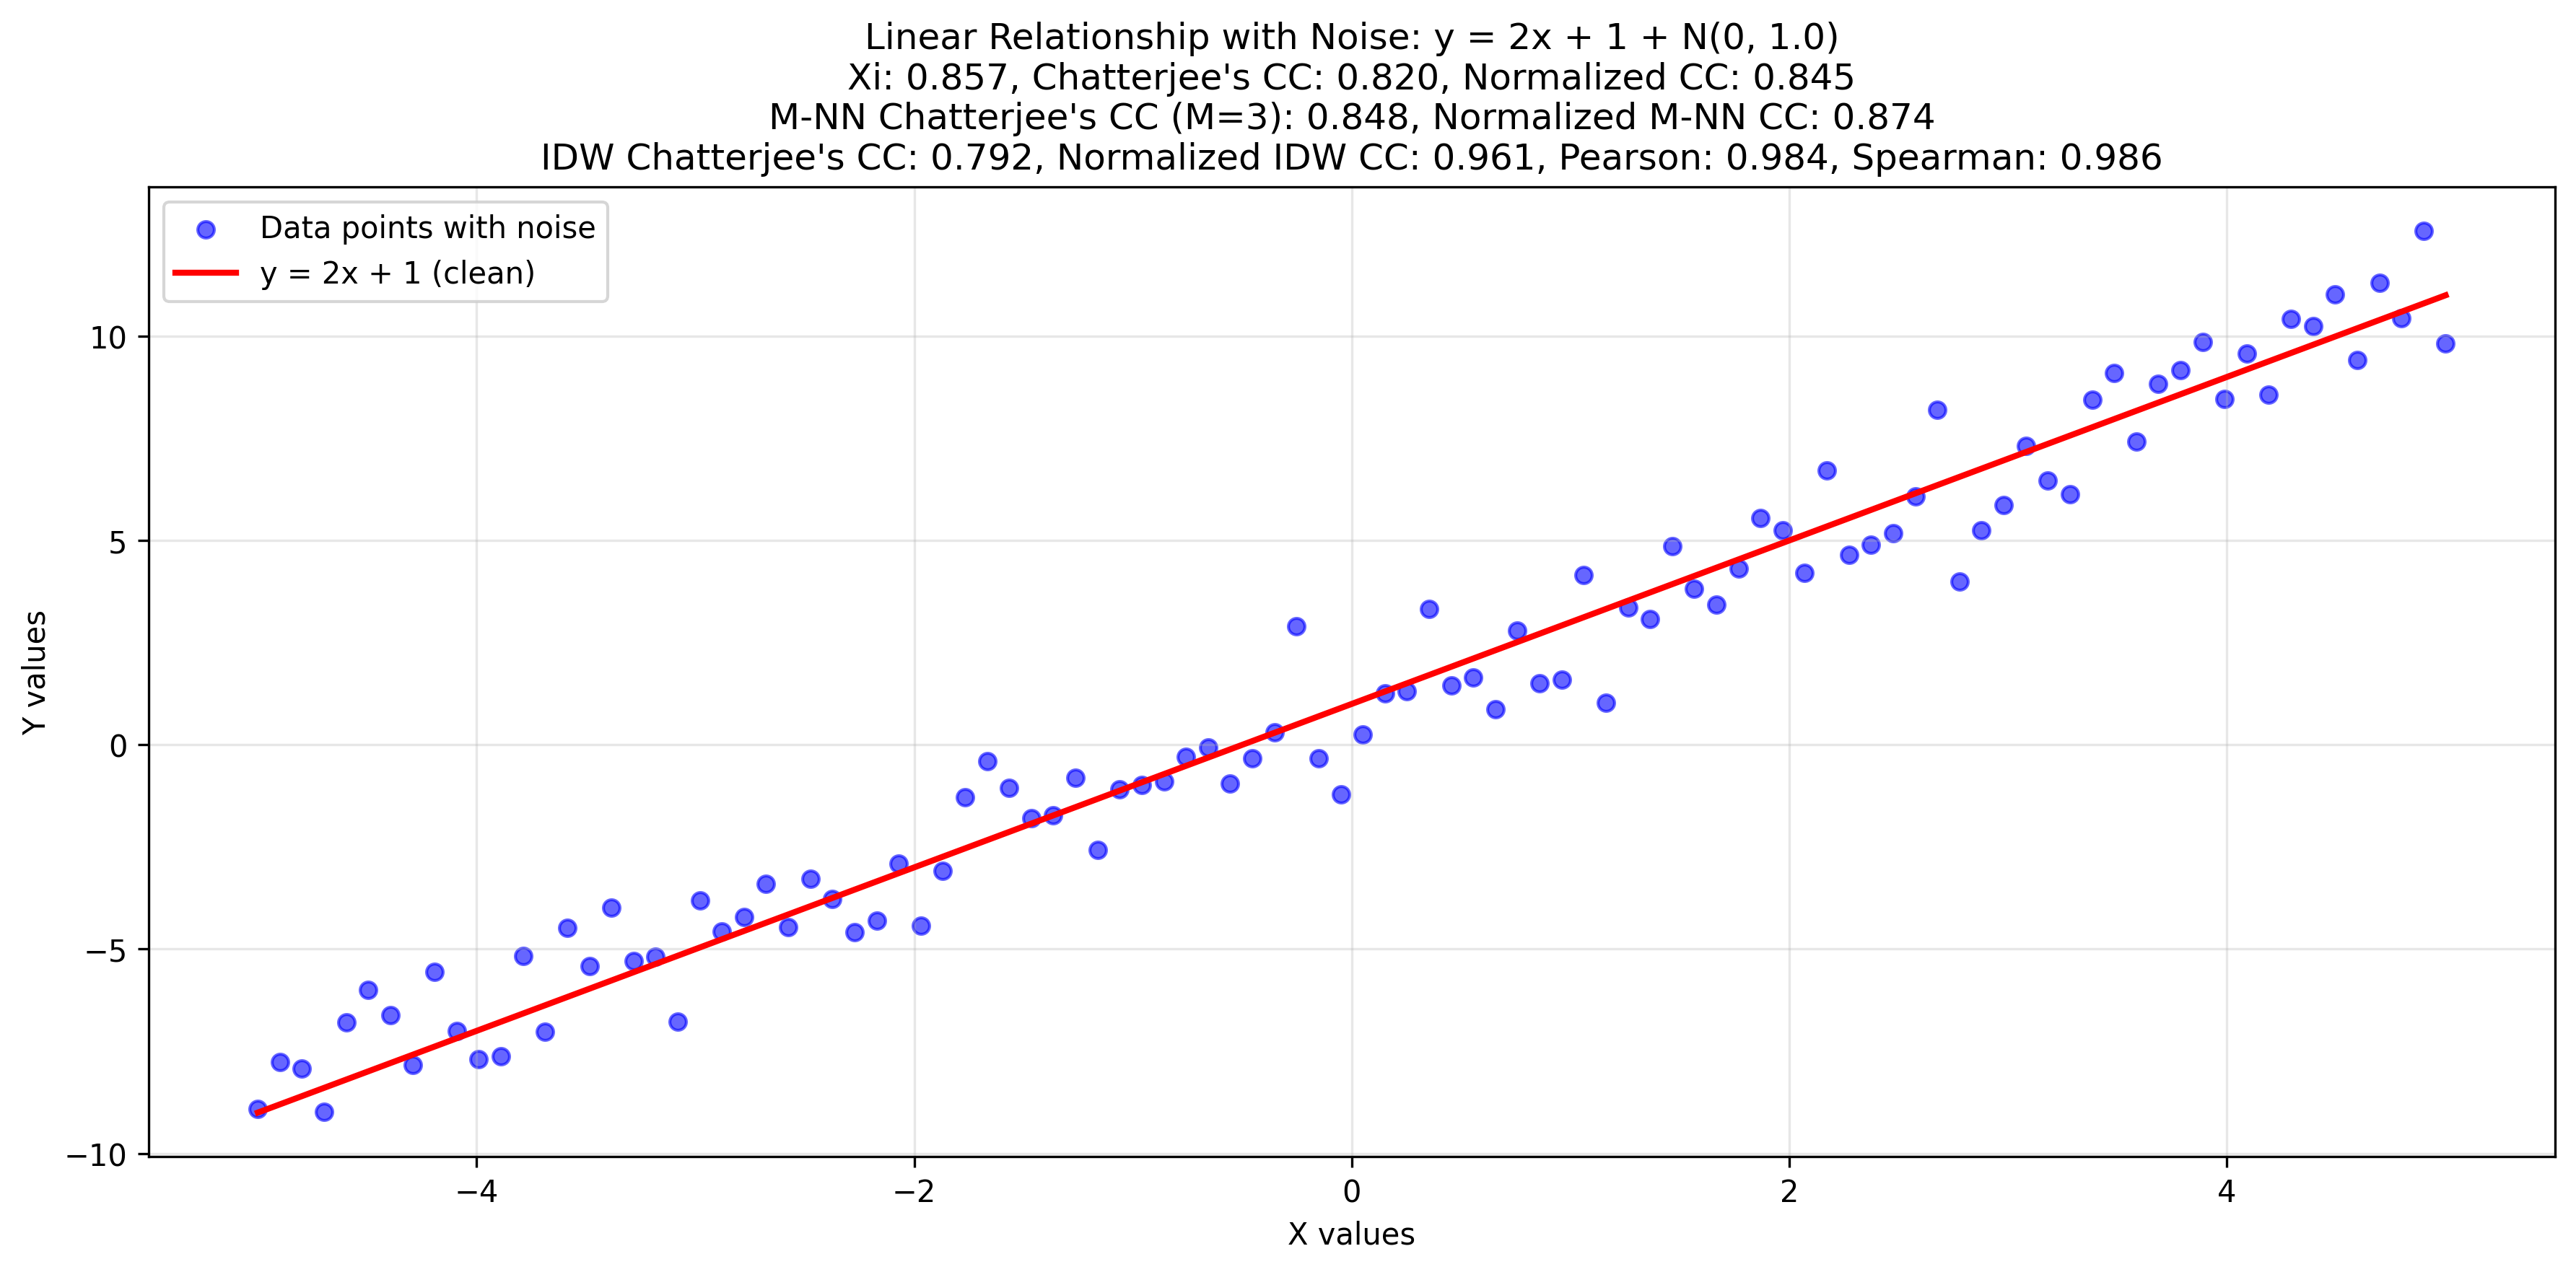 Linear Relationship with Noise: y = 2x + 1 + N(0, 1.0)
Xi: 0.857, Chatterjee's CC: 0.820, Normalized CC: 0.845
M-NN Chatterjee's CC (M=3): 0.848, Normalized M-NN CC: 0.874
IDW Chatterjee's CC: 0.792, Normalized IDW CC: 0.961, Pearson: 0.984, Spearman: 0.986
Data points with noise
y = 2x + 1 (clean)
Y values
10
5
0
−5
−10
−4
−2
0
2
4
X values